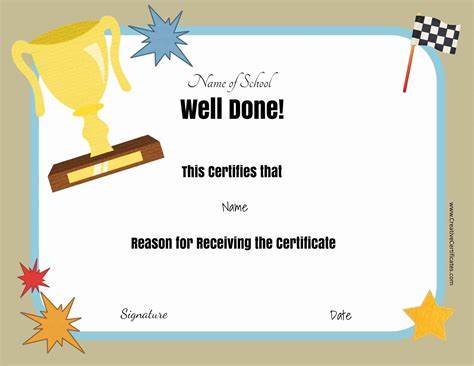 Name of School
Well Done!
This Certifies that
Name
Reason for Receiving the Certificate
Signature
Date
www.CreativeCertificates.com